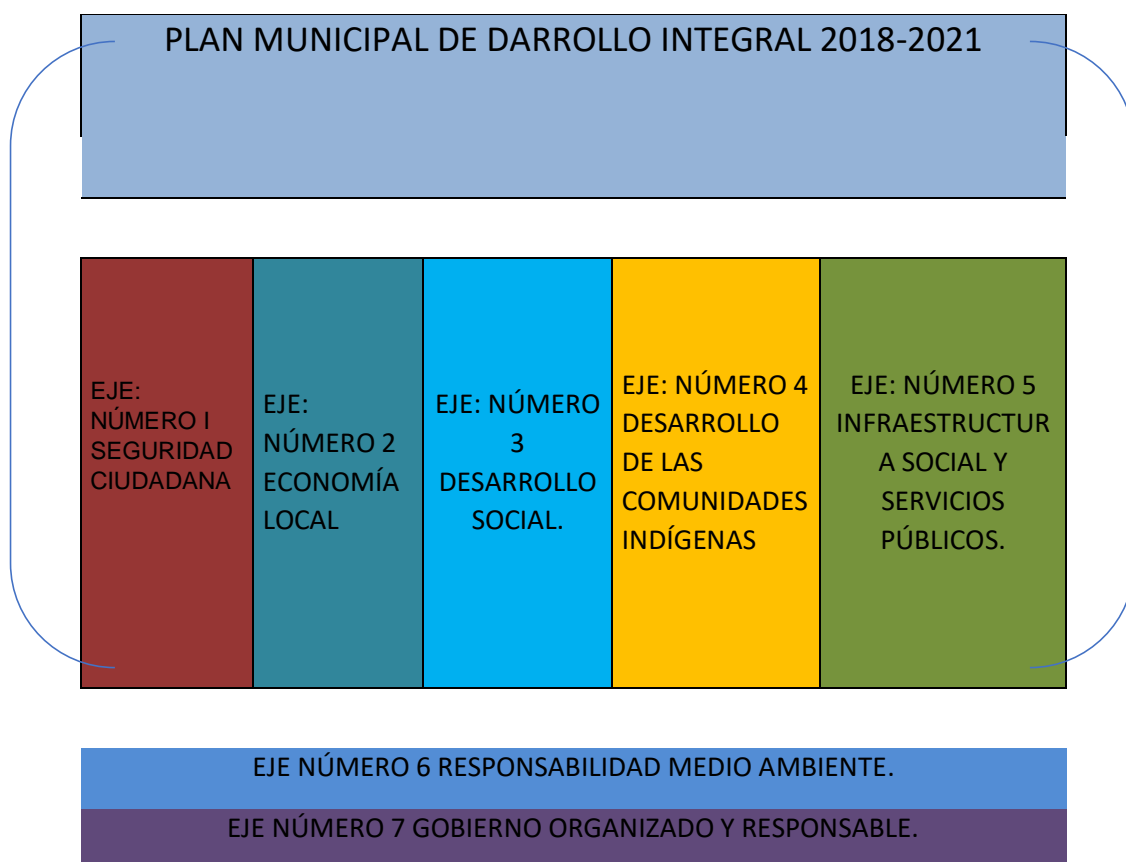 PLAN MUNICIPAL DE DARROLLO INTEGRAL 2018-2021
EJE:
NÚMERO I
SEGURIDAD
CIUDADANA
EJE:
NÚMERO 2
ECONOMÍA
LOCAL
EJE: NÚMERO
3
DESARROLLO
SOCIAL.
EJE: NÚMERO 4
DESARROLLO
DE LAS
COMUNIDADES
INDÍGENAS
EJE: NÚMERO 5
INFRAESTRUCTUR
A SOCIAL Y
SERVICIOS
PÚBLICOS.
EJE NÚMERO 6 RESPONSABILIDAD MEDIO AMBIENTE.
EJE NÚMERO 7 GOBIERNO ORGANIZADO Y RESPONSABLE.